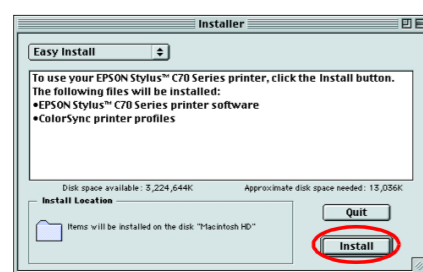 Installer
Easy Install
To use your EPSON Stylus™ C70 Series printer, click the Install button.
The following files will be installed:
•EPSON Stylus™ C70 Series printer software
•ColorSync printer profiles
Disk space available: 3,224,644K Approximate disk space needed: 13,036K
Install Location
Items will be installed on the disk "Macintosh HD"
Quit
Install